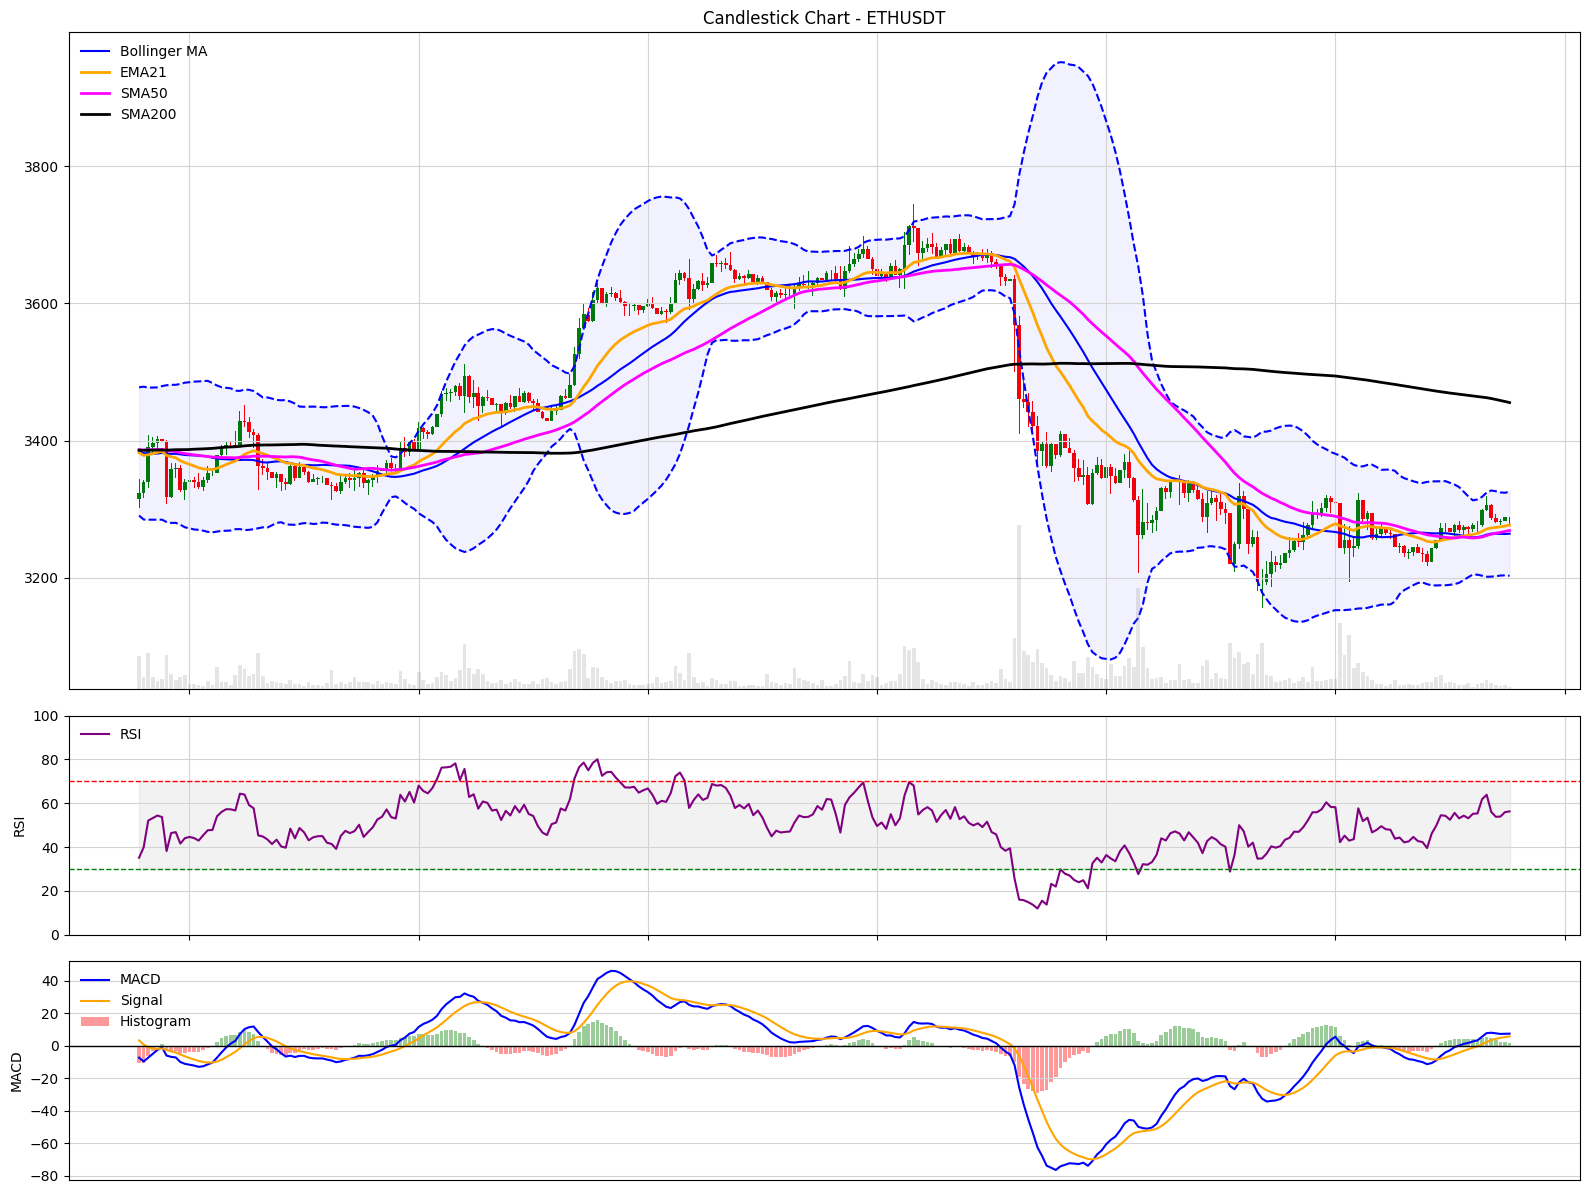 Candlestick Chart - ETHUSDT
Bollinger MA
EMA21
SMA50
SMA200
3800
3600
3400
3200
100
RSI
80
60
RSI
40
20
0
40
MACD
20
Signal
Histogram
0
MACD
−20
−40
−60
−80